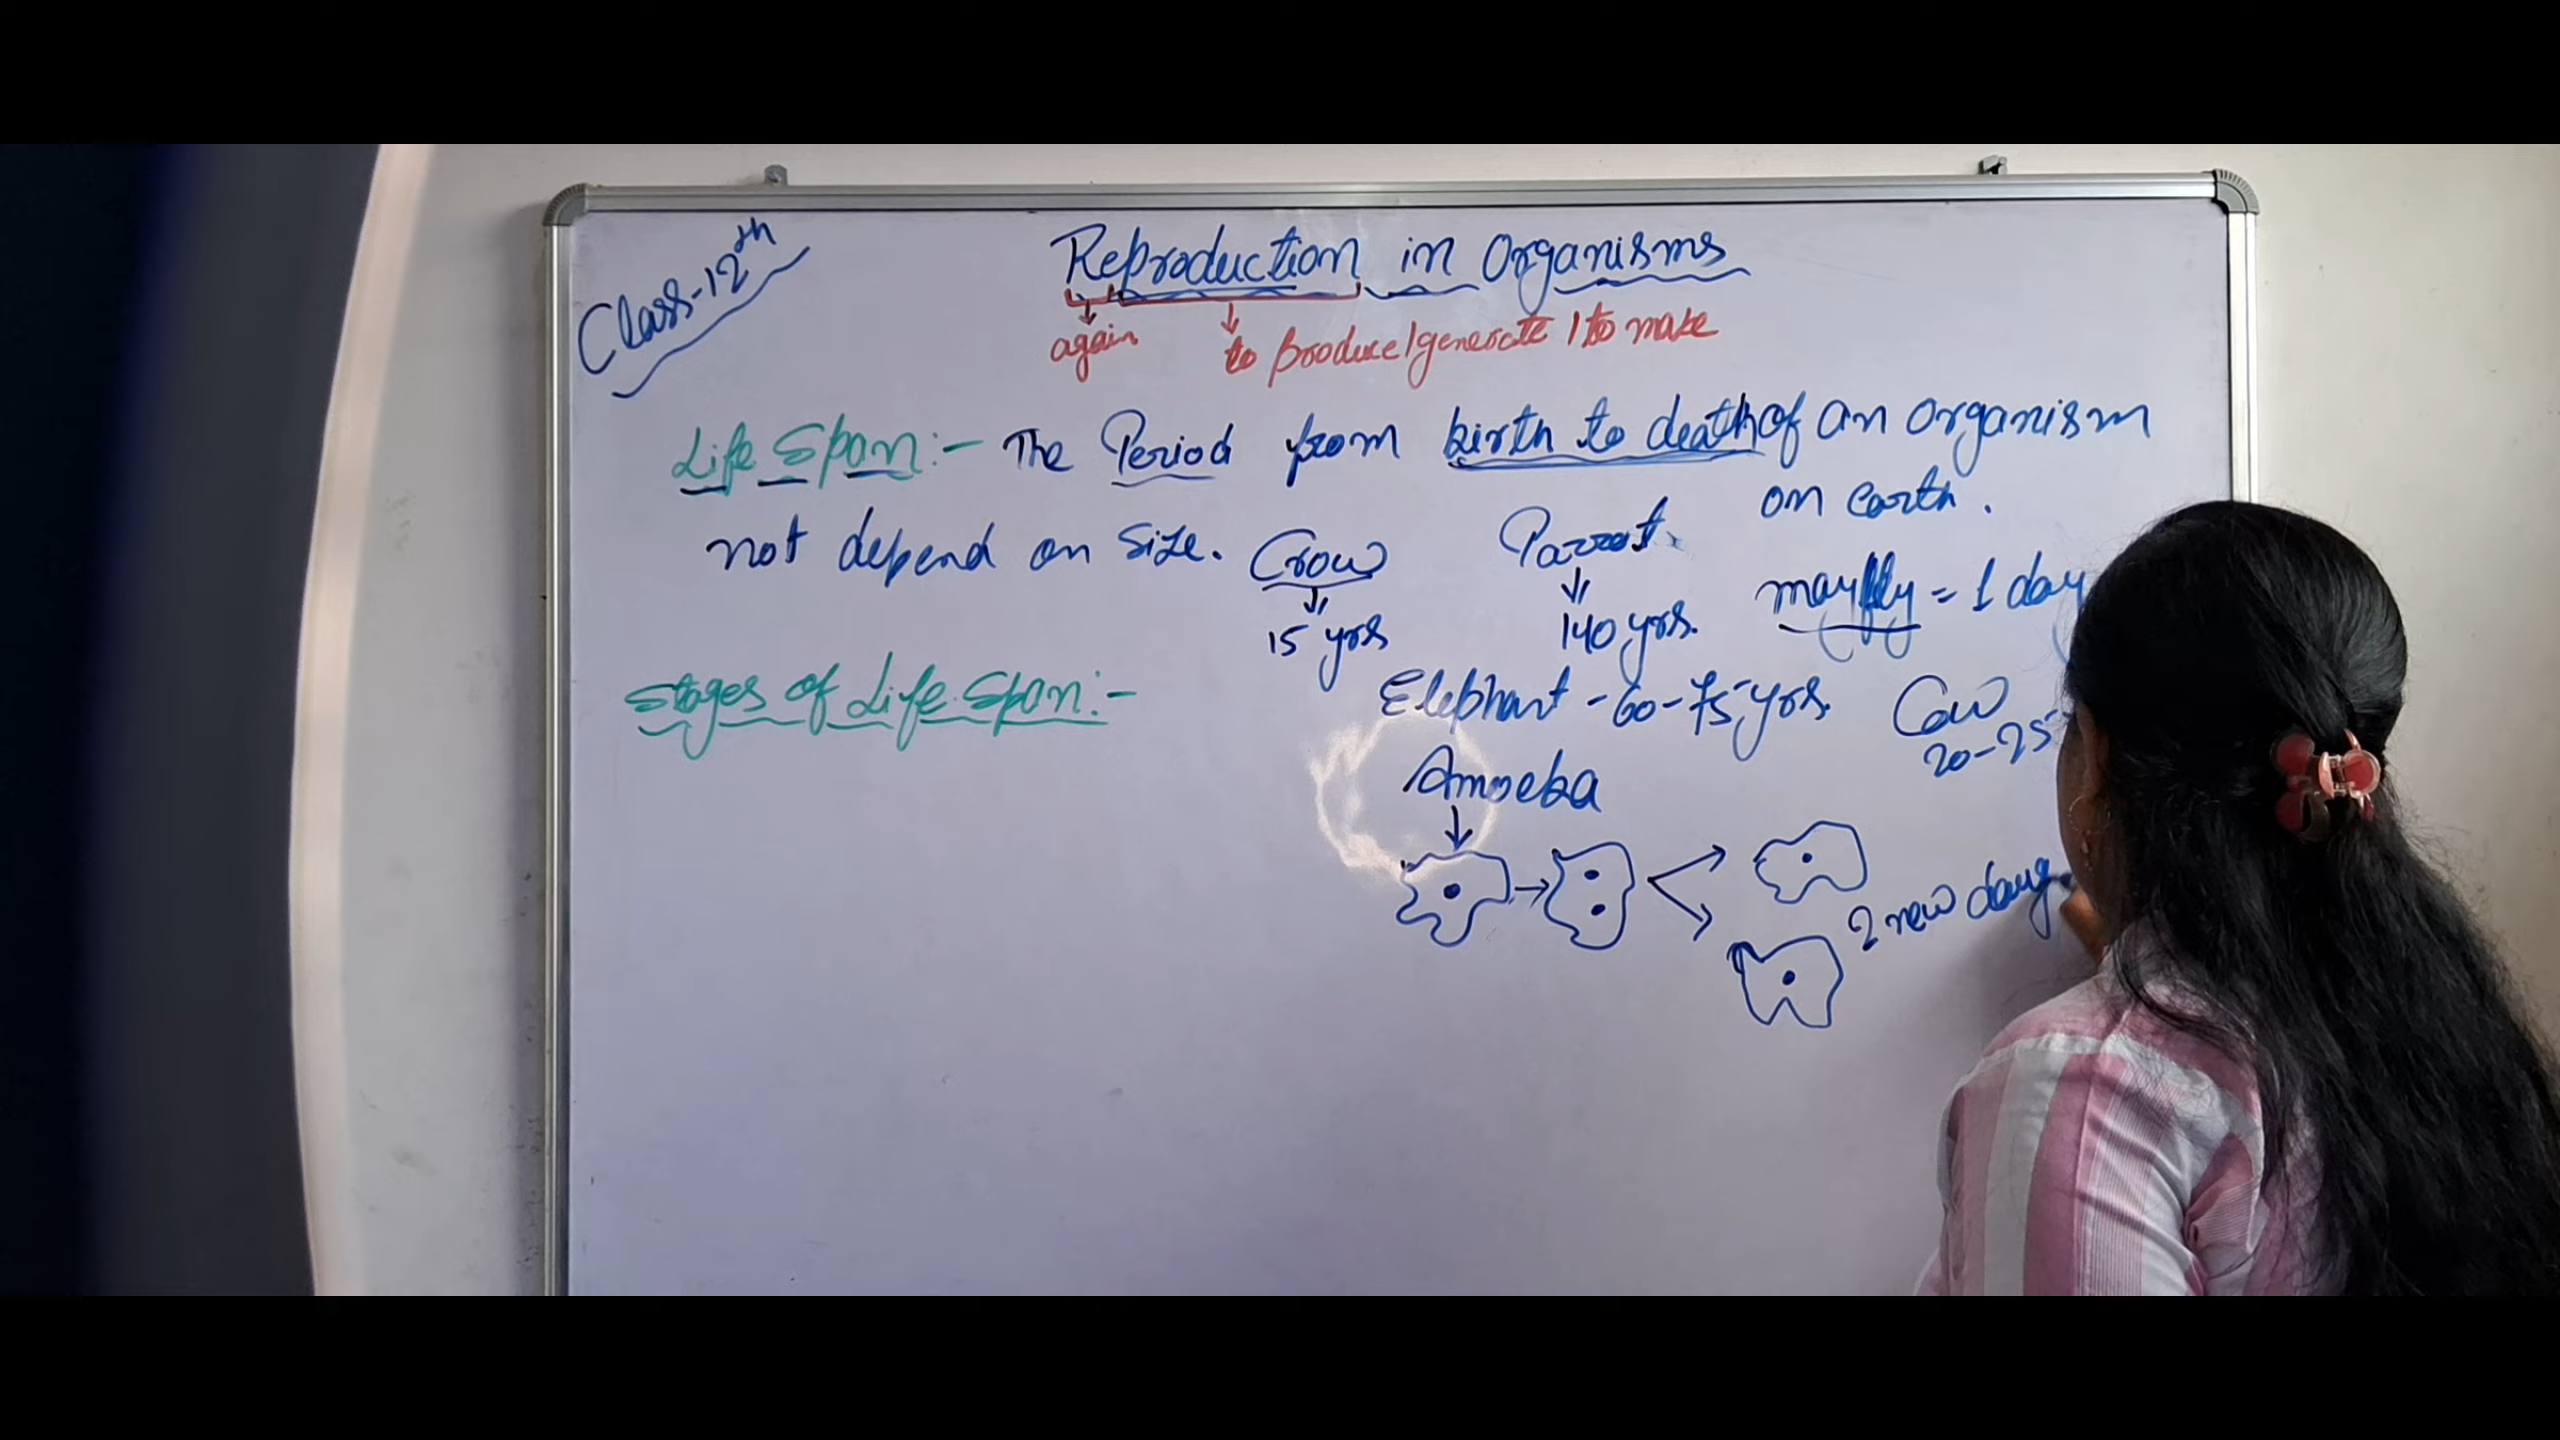 Class-12th
Reproduction in Organisms
again
to produce/generate/to make
Life Span:- The Period from birth to death of an organism
on earth.
not depend on size.
Crow
15 yrs
Parrot.
140 yrs.
mayfly = 1 day
Stages of Life Span:-
Elephant - 60-75 yrs.
Cow
20-25
Amoeba
2 new daug